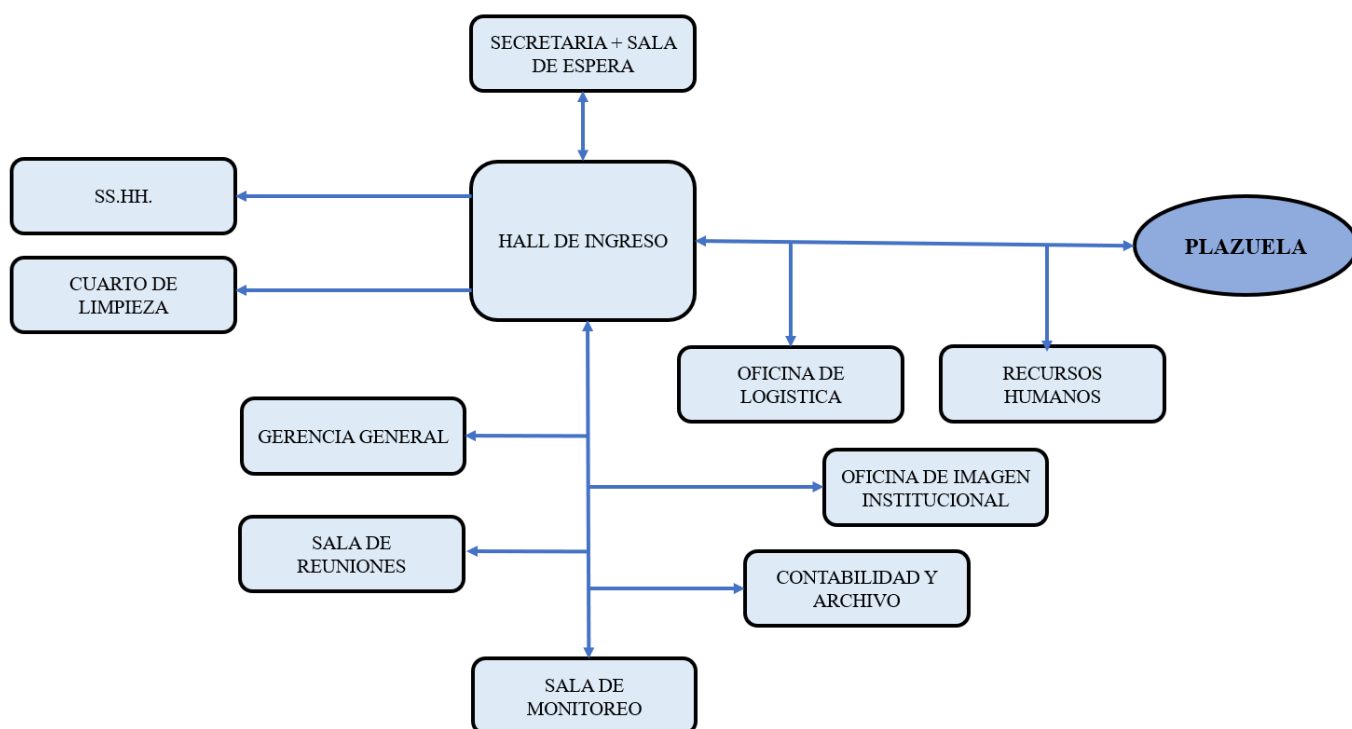 SECRETARIA + SALA
DE ESPERA
SS.HH.
HALL DE INGRESO
PLAZUELA
CUARTO DE
LIMPIEZA
OFICINA DE
LOGISTICA
RECURSOS
HUMANOS
GERENCIA GENERAL
OFICINA DE IMAGEN
INSTITUCIONAL
SALA DE
REUNIONES
CONTABILIDAD Y
ARCHIVO
SALA DE
MONITOREO